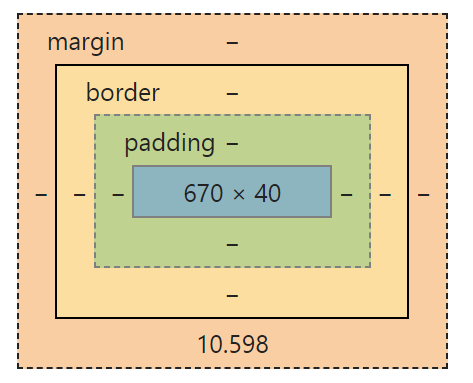 margin –
border –
padding –
– – – 670 × 40 – – –
–
–
10.598